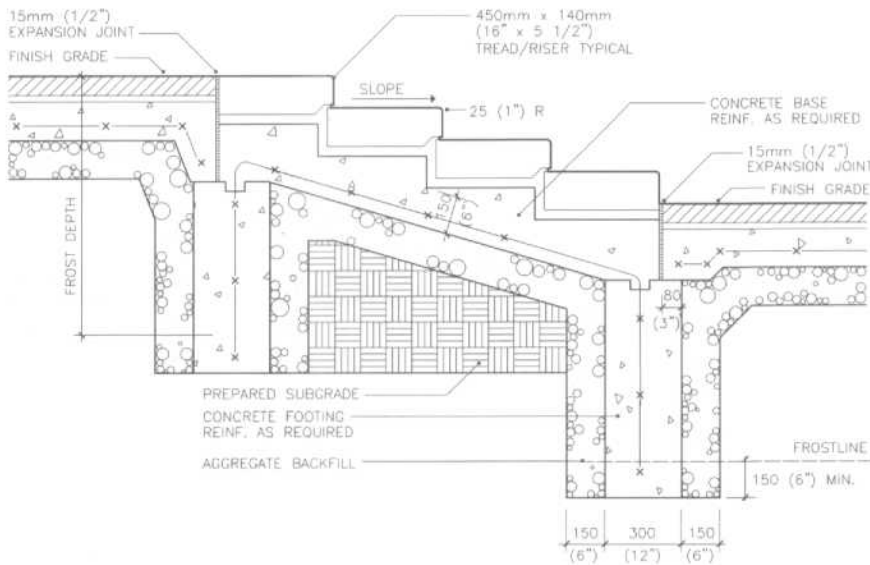 15mm (1/2")
EXPANSION JOINT
FINISH GRADE
450mm x 140mm
(16" x 5 1/2")
TREAD/RISER TYPICAL
SLOPE
25 (1") R
CONCRETE BASE
REINF. AS REQUIRED
15mm (1/2")
EXPANSION JOINT
FINISH GRADE
FROST DEPTH
150
(6")
80
(3")
PREPARED SUBGRADE
CONCRETE FOOTING
REINF. AS REQUIRED
AGGREGATE BACKFILL
FROSTLINE
150 (6") MIN.
150 300 150
(6") (12") (6")